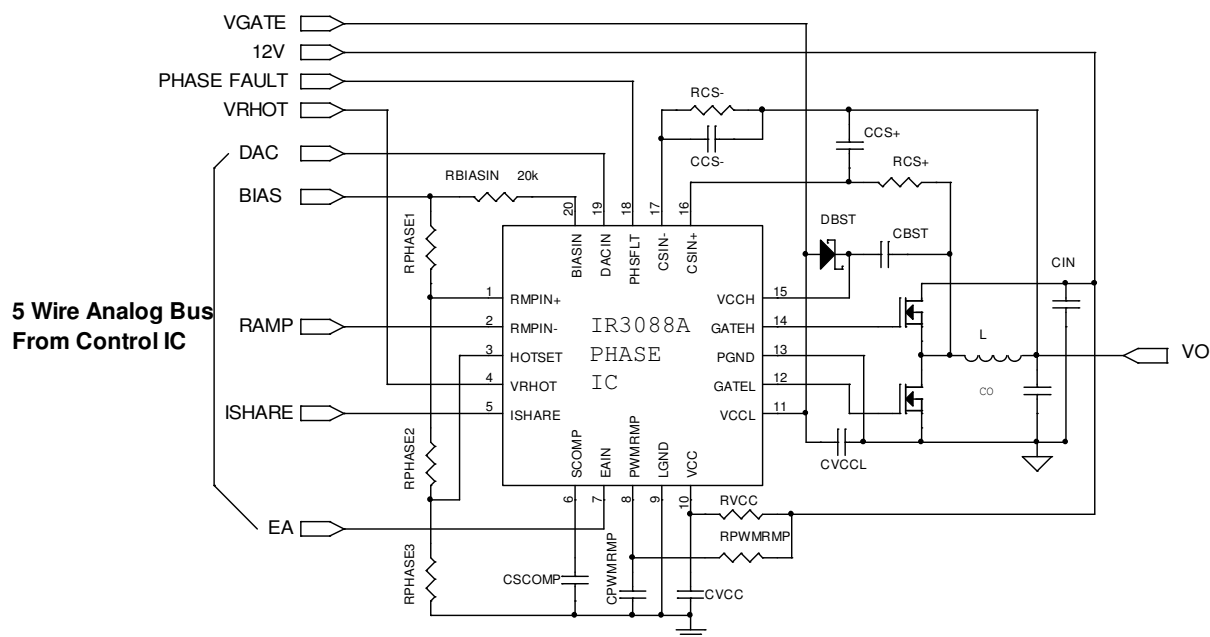 VGATE
12V
PHASE FAULT
VRHOT
DAC
BIAS
5 Wire Analog Bus
From Control IC
RAMP
ISHARE
EA
RBIASIN 20k
RPHASE1
RPHASE2
RPHASE3
RCS-
CCS-
CCS+
RCS+
DBST
CBST
CIN
20
19
18
17
16
BIASIN
DACIN
PHSFLT
CSIN-
CSIN+
1
RMPIN+
2
RMPIN-
3
HOTSET
4
VRHOT
5
ISHARE
IR3088A
PHASE
IC
VCCH
15
GATEH
14
PGND
13
GATEL
12
VCCL
11
SCOMP
EAIN
PWMRMP
LGND
VCC
6
7
8
9
10
L
CO
VO
CVCCL
RVCC
RPWMRMP
CSCOMP
CPWMRMP
CVCC